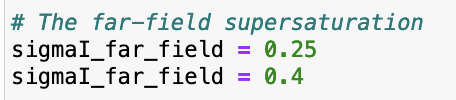 # The far-field supersaturation
sigmaI_far_field = 0.25
sigmaI_far_field = 0.4